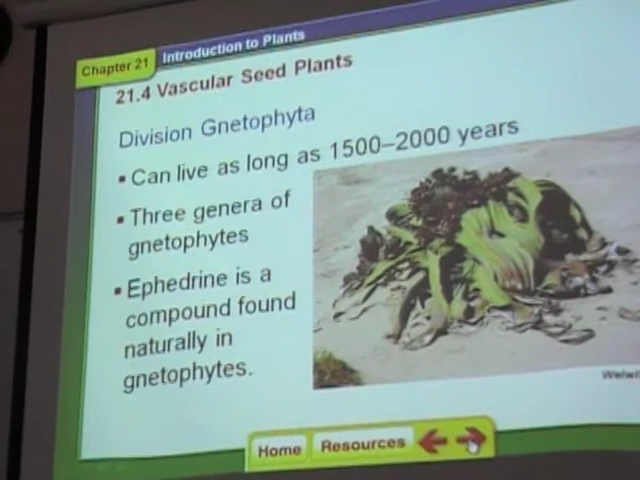 Chapter 21 Introduction to Plants
21.4 Vascular Seed Plants
Division Gnetophyta
▪ Can live as long as 1500–2000 years
▪ Three genera of
gnetophytes
▪ Ephedrine is a
compound found
naturally in
gnetophytes.
Home Resources